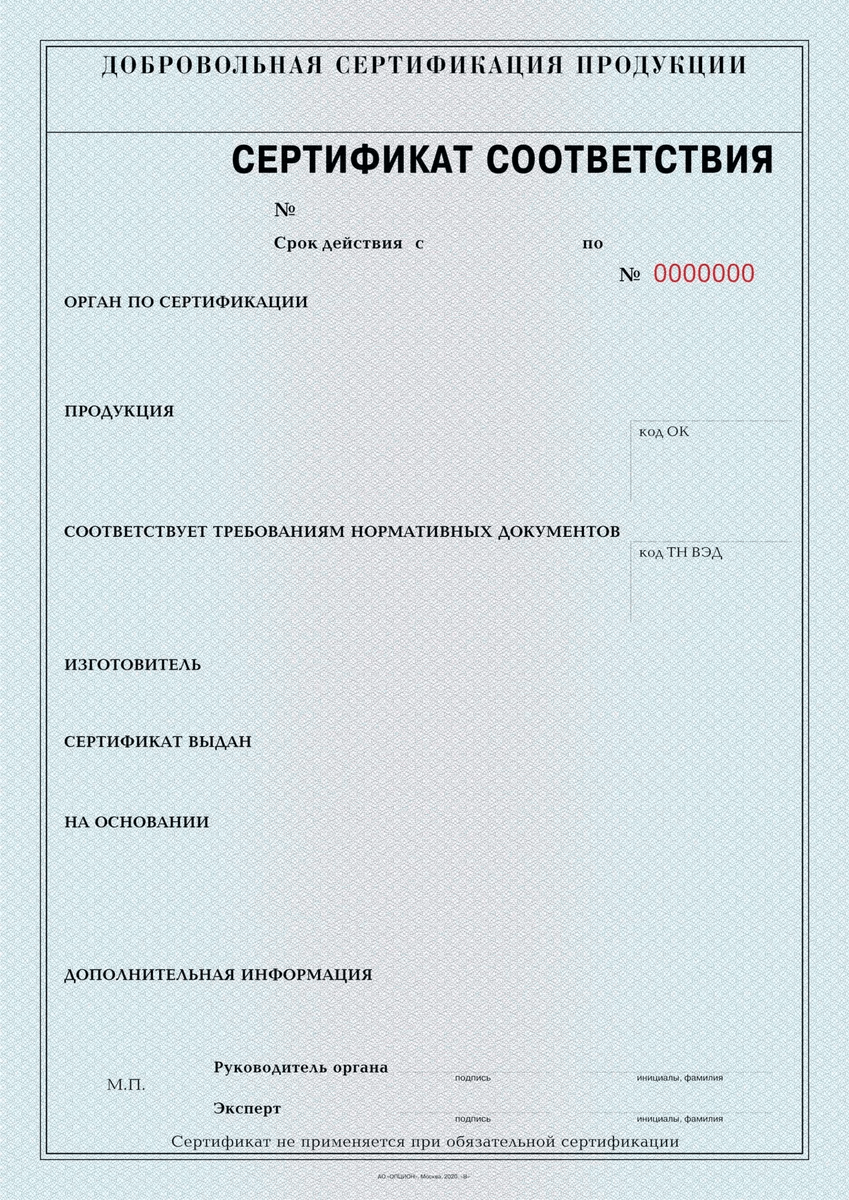 ДОБРОВОЛЬНАЯ СЕРТИФИКАЦИЯ ПРОДУКЦИИ
СЕРТИФИКАТ СООТВЕТСТВИЯ
№
Срок действия с по
№ 0000000
ОРГАН ПО СЕРТИФИКАЦИИ
ПРОДУКЦИЯ
код ОК
СООТВЕТСТВУЕТ ТРЕБОВАНИЯМ НОРМАТИВНЫХ ДОКУМЕНТОВ
код ТН ВЭД
ИЗГОТОВИТЕЛЬ
СЕРТИФИКАТ ВЫДАН
НА ОСНОВАНИИ
ДОПОЛНИТЕЛЬНАЯ ИНФОРМАЦИЯ
Руководитель органа
подпись инициалы, фамилия
М.П.
Эксперт
подпись инициалы, фамилия
Сертификат не применяется при обязательной сертификации
АО «ОПЦИОН», Москва, 2020, «В»